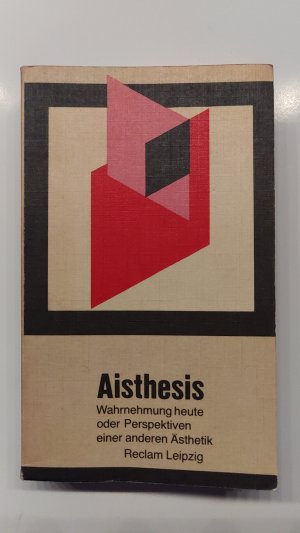 Aisthesis
Wahrnehmung heute
oder Perspektiven
einer anderen Ästhetik
Reclam Leipzig